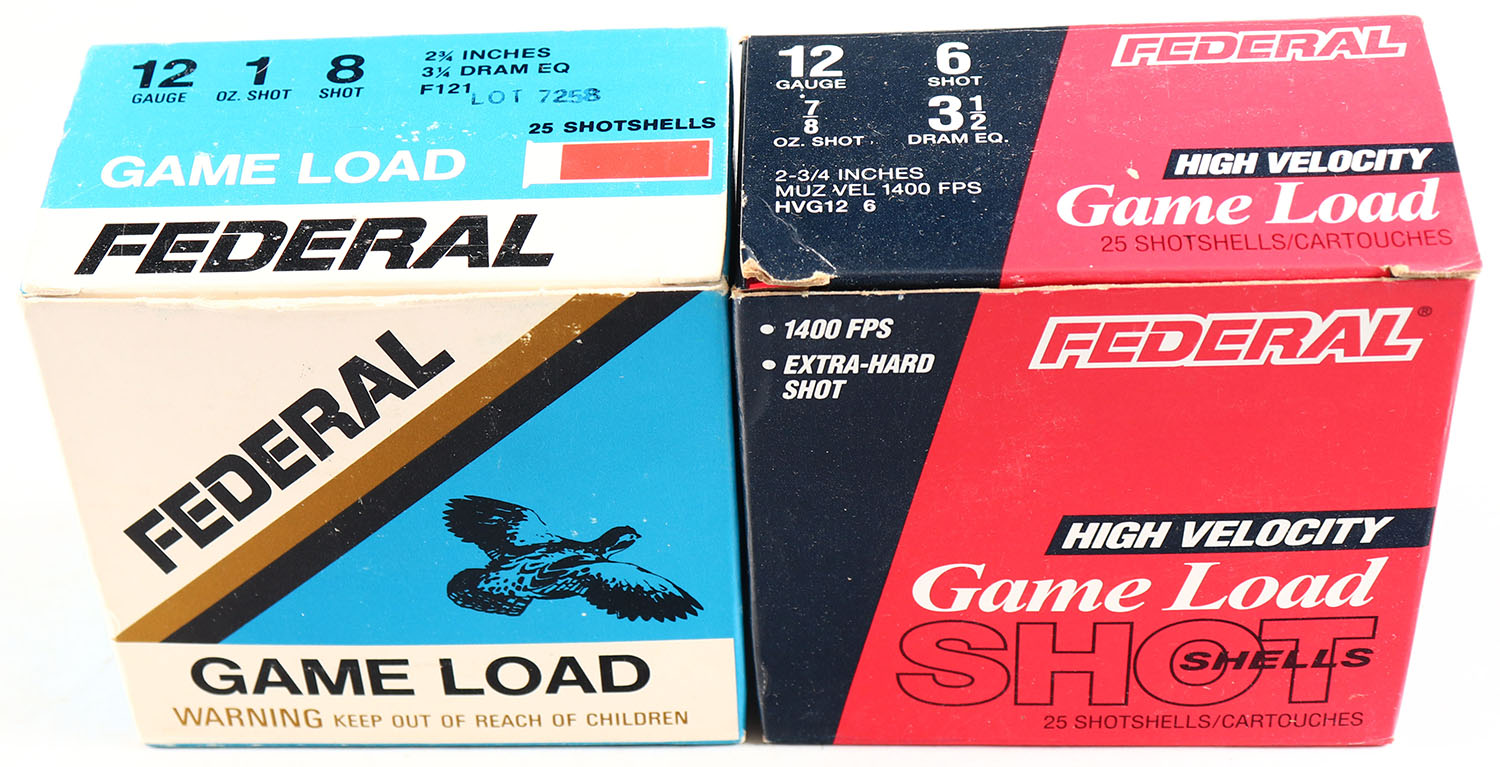 12 1 8
GAUGE OZ. SHOT SHOT
2¾ INCHES
3¼ DRAM EQ
F121 LOT 7258
25 SHOTSHELLS
GAME LOAD
FEDERAL
FEDERAL
GAME LOAD
WARNING KEEP OUT OF REACH OF CHILDREN
12 6
GAUGE SHOT
7/8 3 1/2
OZ. SHOT DRAM EQ.
2-3/4 INCHES
MUZ VEL 1400 FPS
HVG12 6
FEDERAL
HIGH VELOCITY
Game Load
25 SHOTSHELLS/CARTOUCHES
• 1400 FPS
• EXTRA-HARD
SHOT
FEDERAL®
HIGH VELOCITY
Game Load
SHOT
SHELLS
25 SHOTSHELLS/CARTOUCHES